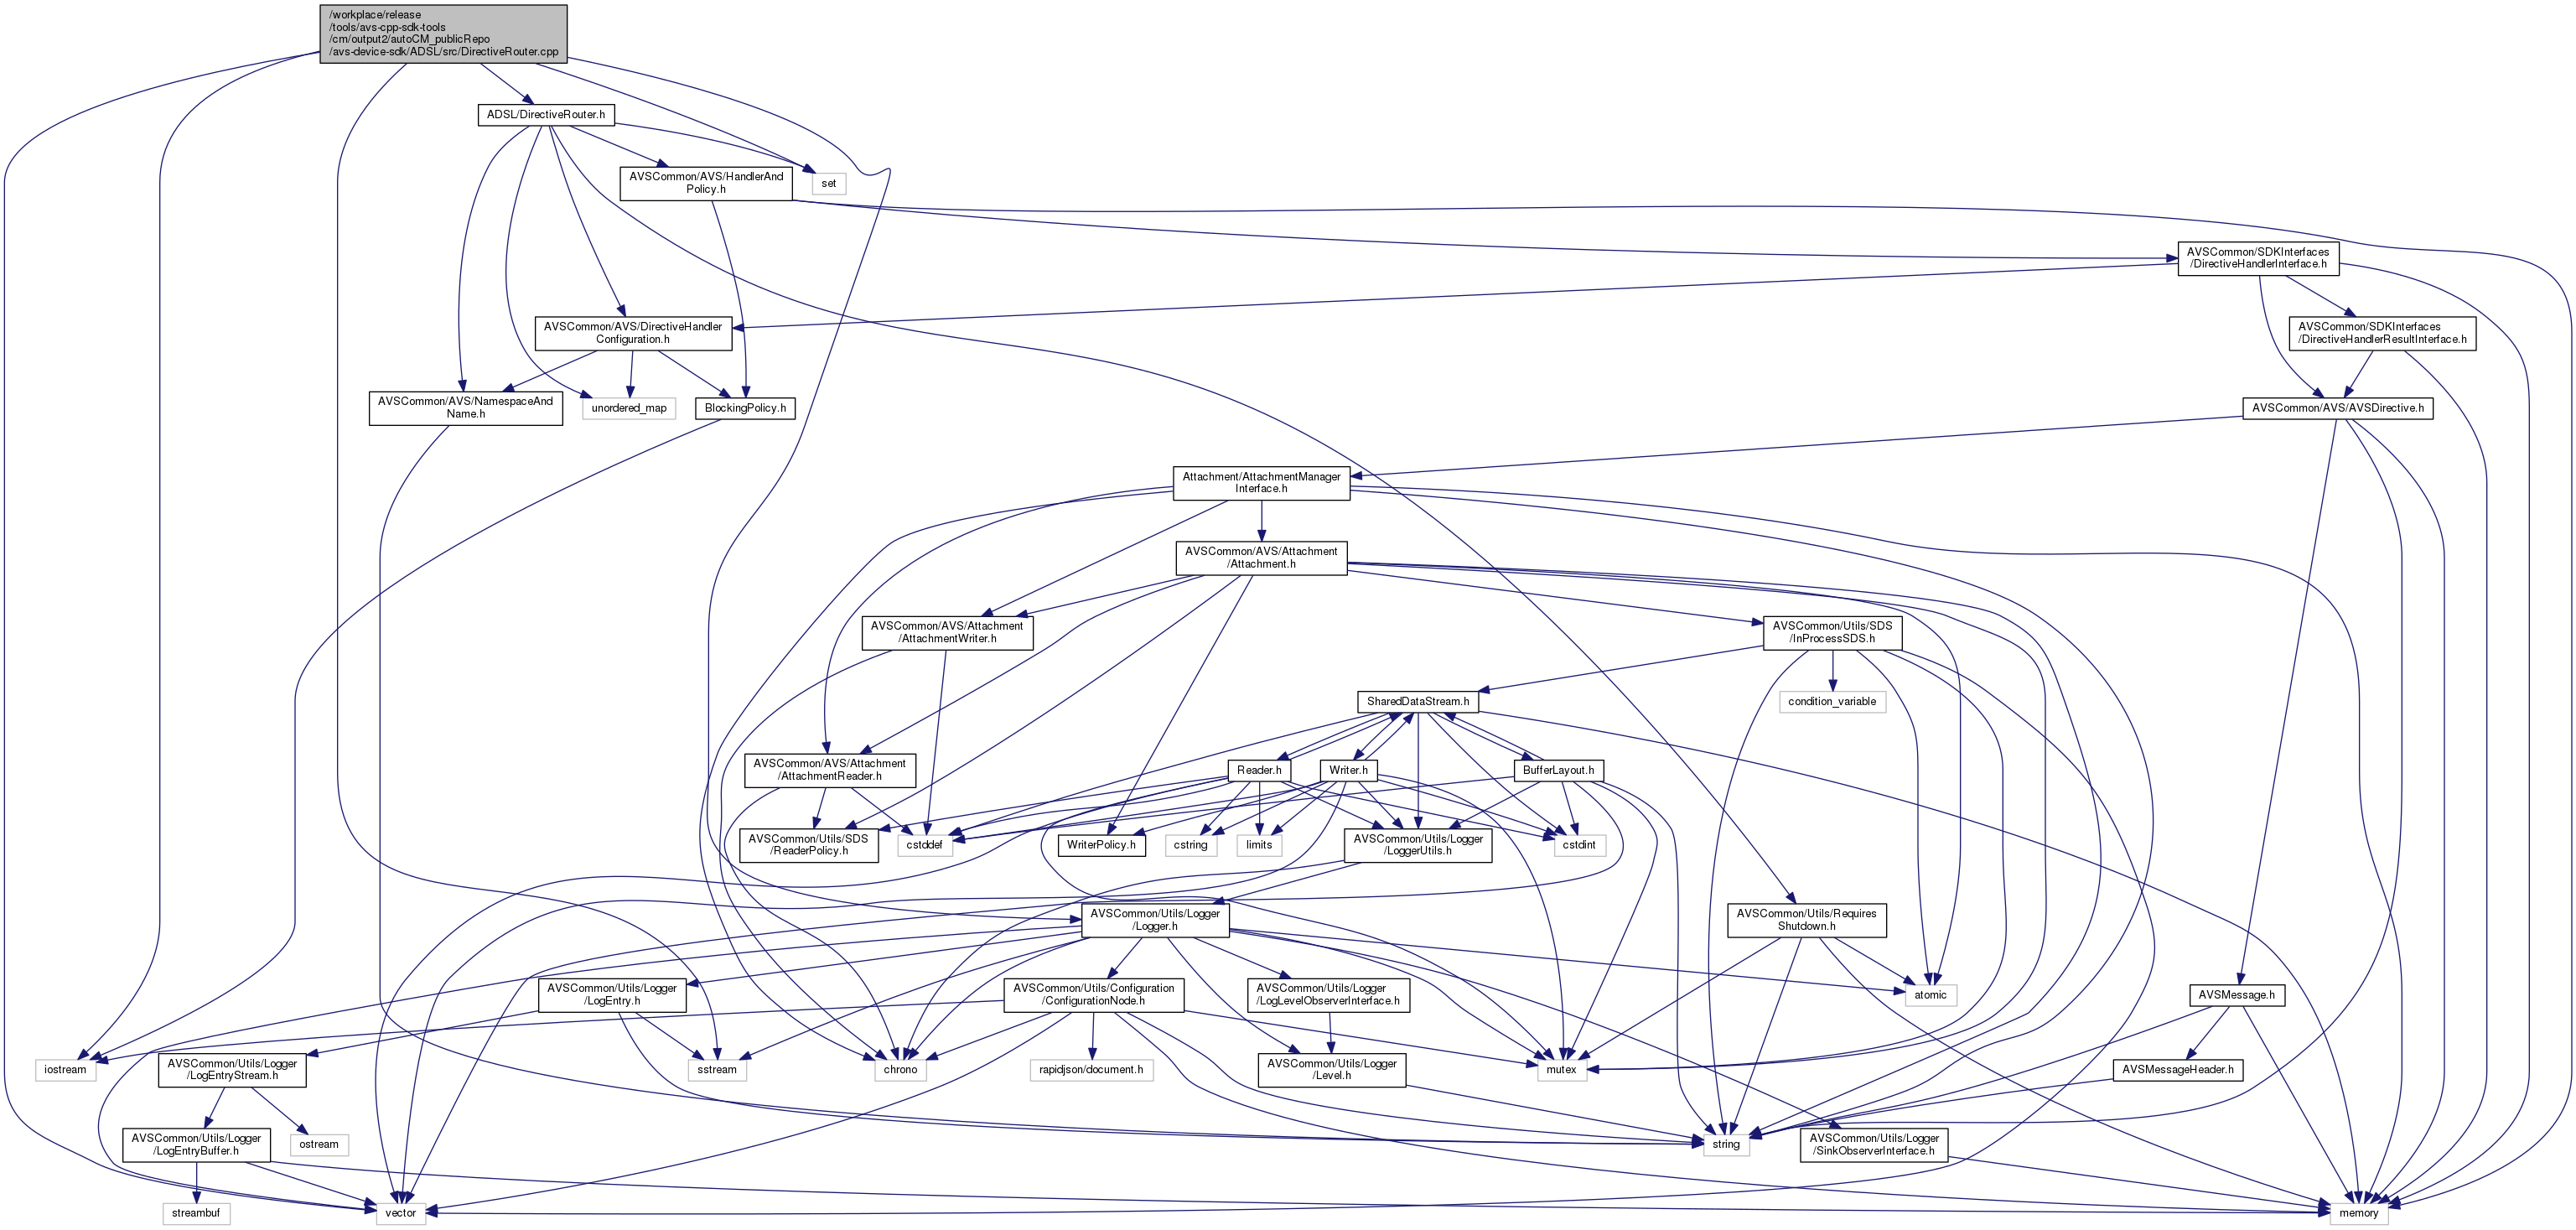 /workplace/release
/tools/avs-cpp-sdk-tools
/cm/output2/autoCM_publicRepo
/avs-device-sdk/ADSL/src/DirectiveRouter.cpp
ADSL/DirectiveRouter.h
AVSCommon/AVS/HandlerAnd
Policy.h
set
AVSCommon/SDKInterfaces
/DirectiveHandlerInterface.h
AVSCommon/AVS/DirectiveHandler
Configuration.h
AVSCommon/SDKInterfaces
/DirectiveHandlerResultInterface.h
AVSCommon/AVS/NamespaceAnd
Name.h
unordered_map
BlockingPolicy.h
AVSCommon/AVS/AVSDirective.h
Attachment/AttachmentManager
Interface.h
AVSCommon/AVS/Attachment
/Attachment.h
AVSCommon/AVS/Attachment
/AttachmentWriter.h
AVSCommon/Utils/SDS
/InProcessSDS.h
SharedDataStream.h
condition_variable
AVSCommon/AVS/Attachment
/AttachmentReader.h
Reader.h
Writer.h
BufferLayout.h
AVSCommon/Utils/SDS
/ReaderPolicy.h
cstddef
WriterPolicy.h
cstring
limits
AVSCommon/Utils/Logger
/LoggerUtils.h
cstdint
AVSCommon/Utils/Logger
/Logger.h
AVSCommon/Utils/Requires
Shutdown.h
AVSCommon/Utils/Logger
/LogEntry.h
AVSCommon/Utils/Configuration
/ConfigurationNode.h
AVSCommon/Utils/Logger
/LogLevelObserverInterface.h
atomic
AVSMessage.h
iostream
AVSCommon/Utils/Logger
/LogEntryStream.h
sstream
chrono
rapidjson/document.h
AVSCommon/Utils/Logger
/Level.h
mutex
AVSMessageHeader.h
AVSCommon/Utils/Logger
/LogEntryBuffer.h
ostream
string
AVSCommon/Utils/Logger
/SinkObserverInterface.h
streambuf
vector
memory